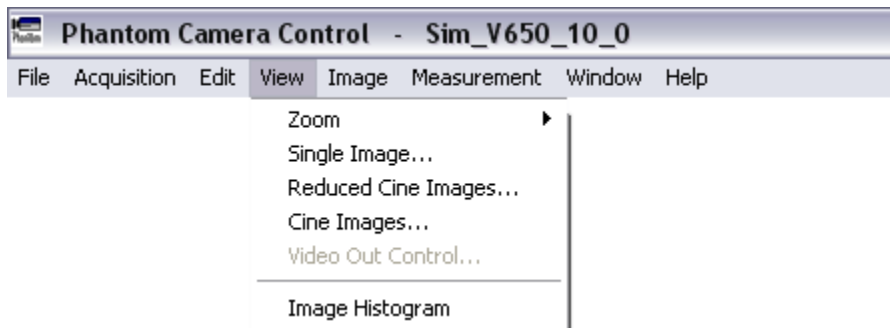 Phantom Camera Control - Sim_V650_10_0
File Acquisition Edit View Image Measurement Window Help
Zoom
Single Image...
Reduced Cine Images...
Cine Images...
Video Out Control...
Image Histogram